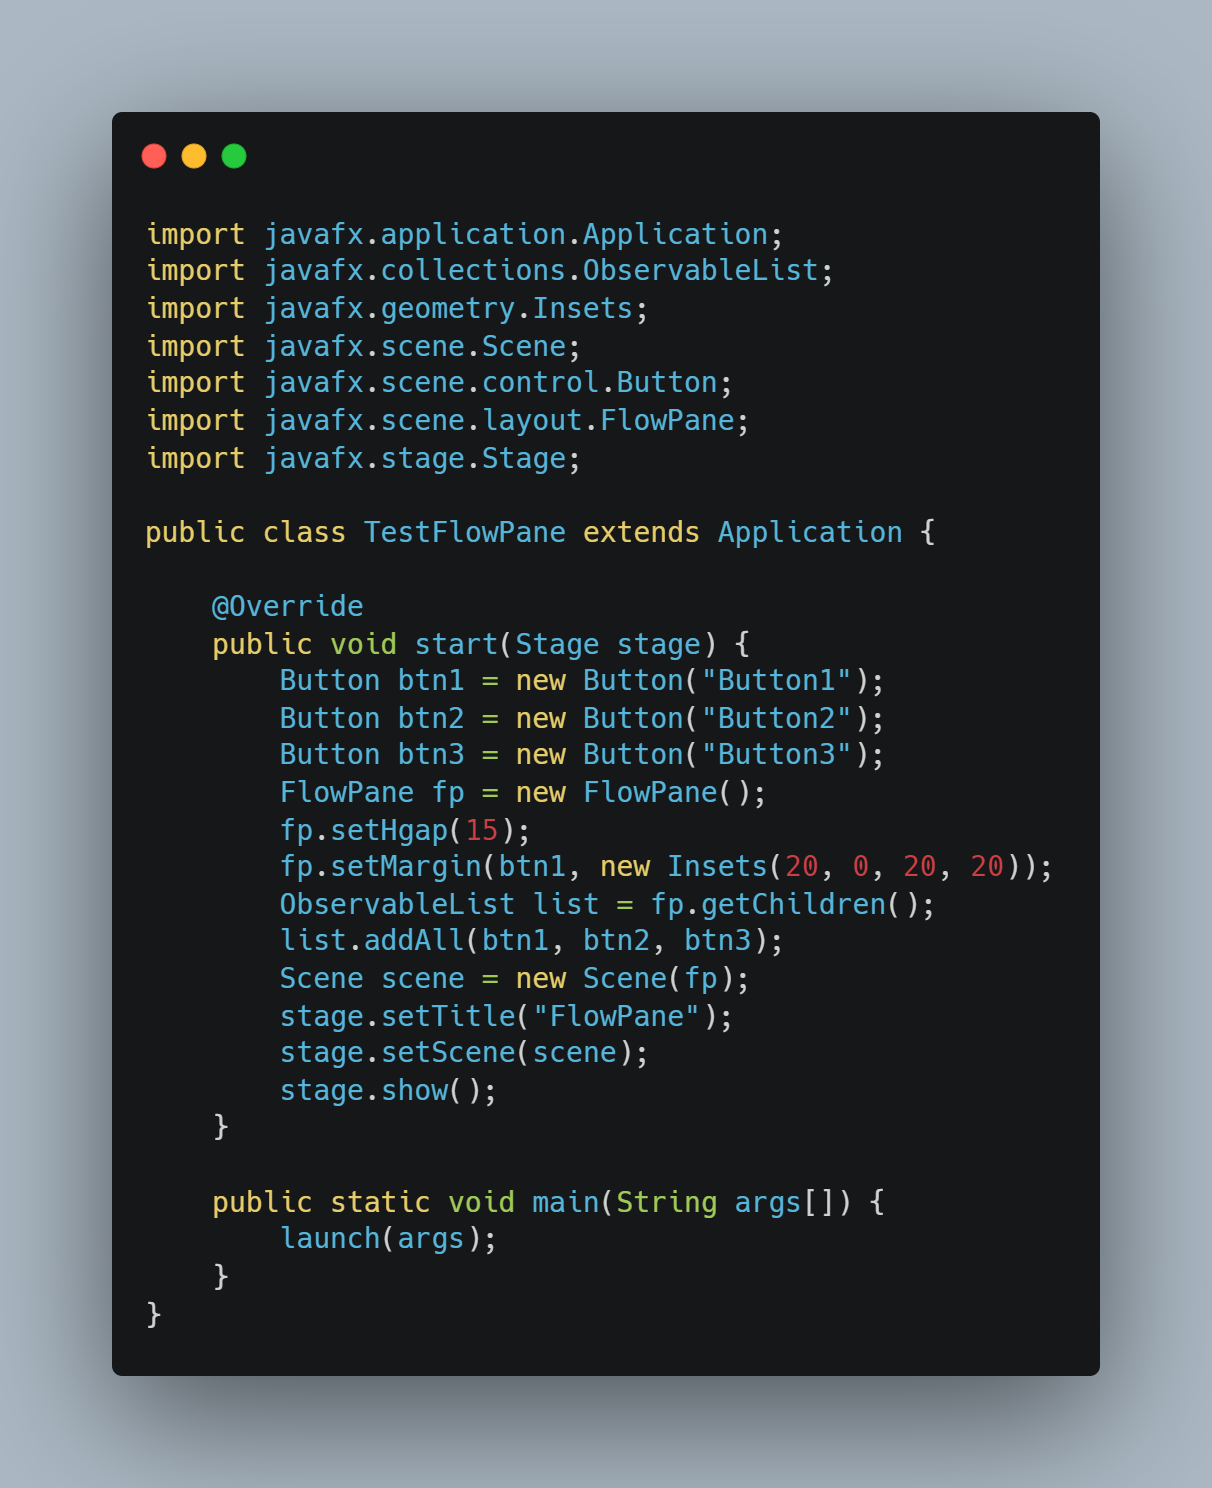 import javafx.application.Application;
import javafx.collections.ObservableList;
import javafx.geometry.Insets;
import javafx.scene.Scene;
import javafx.scene.control.Button;
import javafx.scene.layout.FlowPane;
import javafx.stage.Stage;

public class TestFlowPane extends Application {

    @Override
    public void start(Stage stage) {
        Button btn1 = new Button("Button1");
        Button btn2 = new Button("Button2");
        Button btn3 = new Button("Button3");
        FlowPane fp = new FlowPane();
        fp.setHgap(15);
        fp.setMargin(btn1, new Insets(20, 0, 20, 20));
        ObservableList list = fp.getChildren();
        list.addAll(btn1, btn2, btn3);
        Scene scene = new Scene(fp);
        stage.setTitle("FlowPane");
        stage.setScene(scene);
        stage.show();
    }

    public static void main(String args[]) {
        launch(args);
    }
}